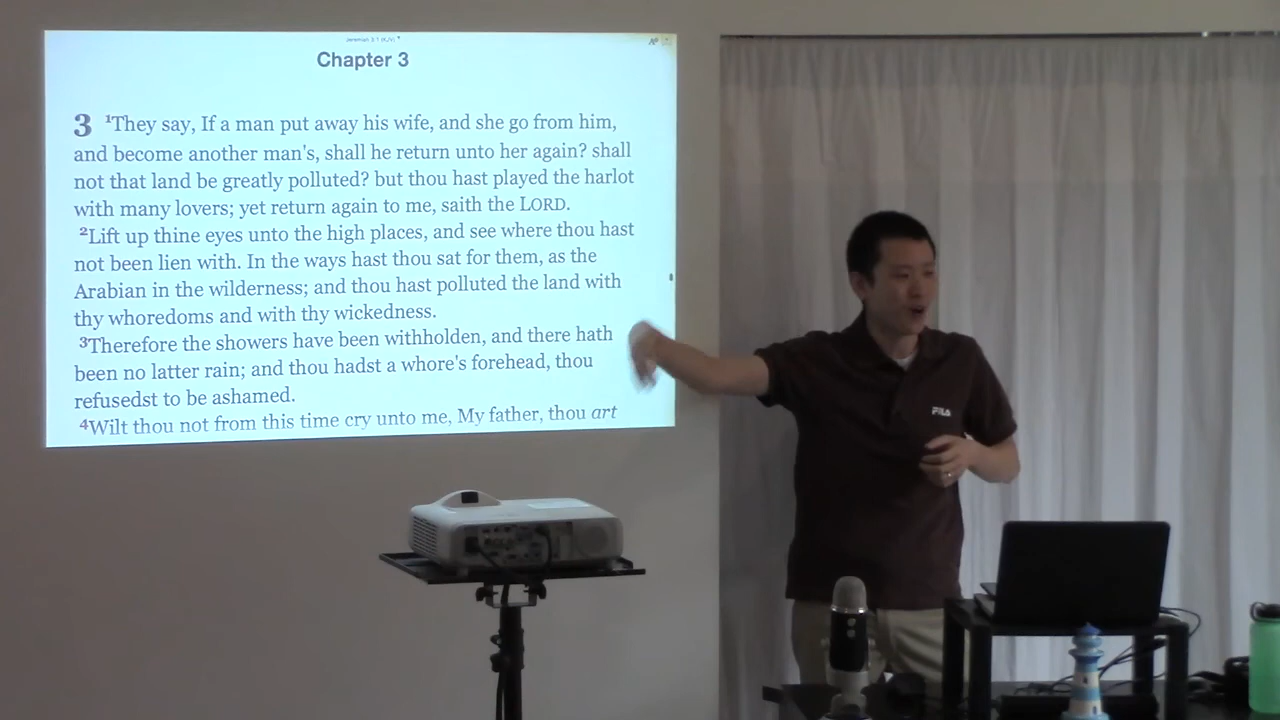 Jeremiah 3:1 (KJV)
Chapter 3
3 ¹They say, If a man put away his wife, and she go from him,
and become another man's, shall he return unto her again? shall
not that land be greatly polluted? but thou hast played the harlot
with many lovers; yet return again to me, saith the LORD.
²Lift up thine eyes unto the high places, and see where thou hast
not been lien with. In the ways hast thou sat for them, as the
Arabian in the wilderness; and thou hast polluted the land with
thy whoredoms and with thy wickedness.
³Therefore the showers have been withholden, and there hath
been no latter rain; and thou hadst a whore's forehead, thou
refusedst to be ashamed.
⁴Wilt thou not from this time cry unto me, My father, thou art
FILA